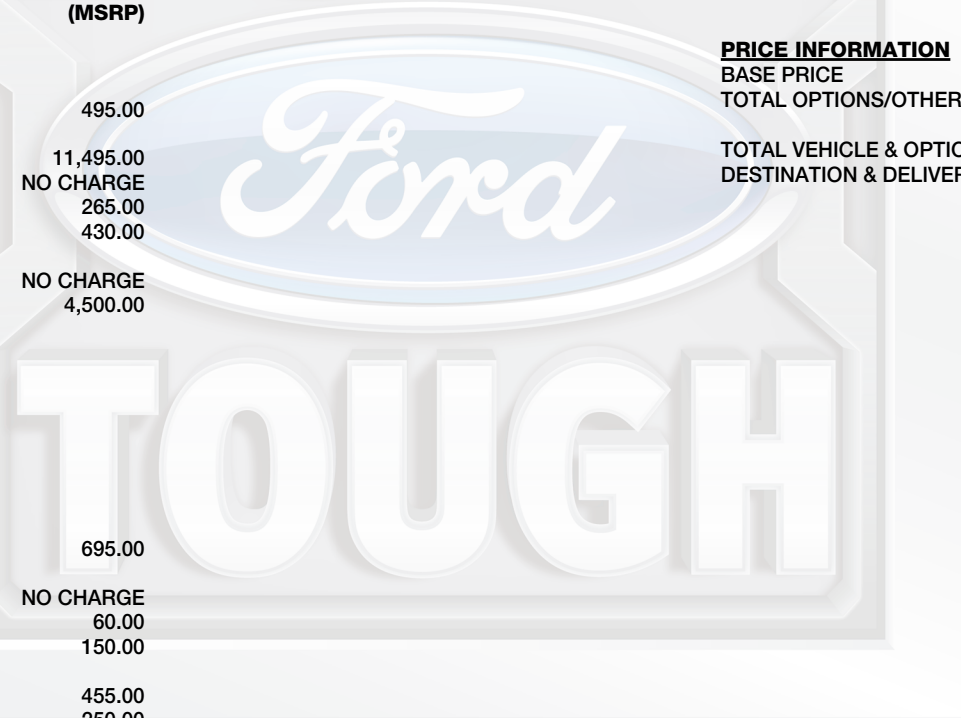 (MSRP)
495.00
11,495.00
NO CHARGE
265.00
430.00
NO CHARGE
4,500.00
695.00
NO CHARGE
60.00
150.00
455.00
PRICE INFORMATION
BASE PRICE
TOTAL OPTIONS/OTHER
TOTAL VEHICLE & OPTIO
DESTINATION & DELIVER
Ford
TOUGH